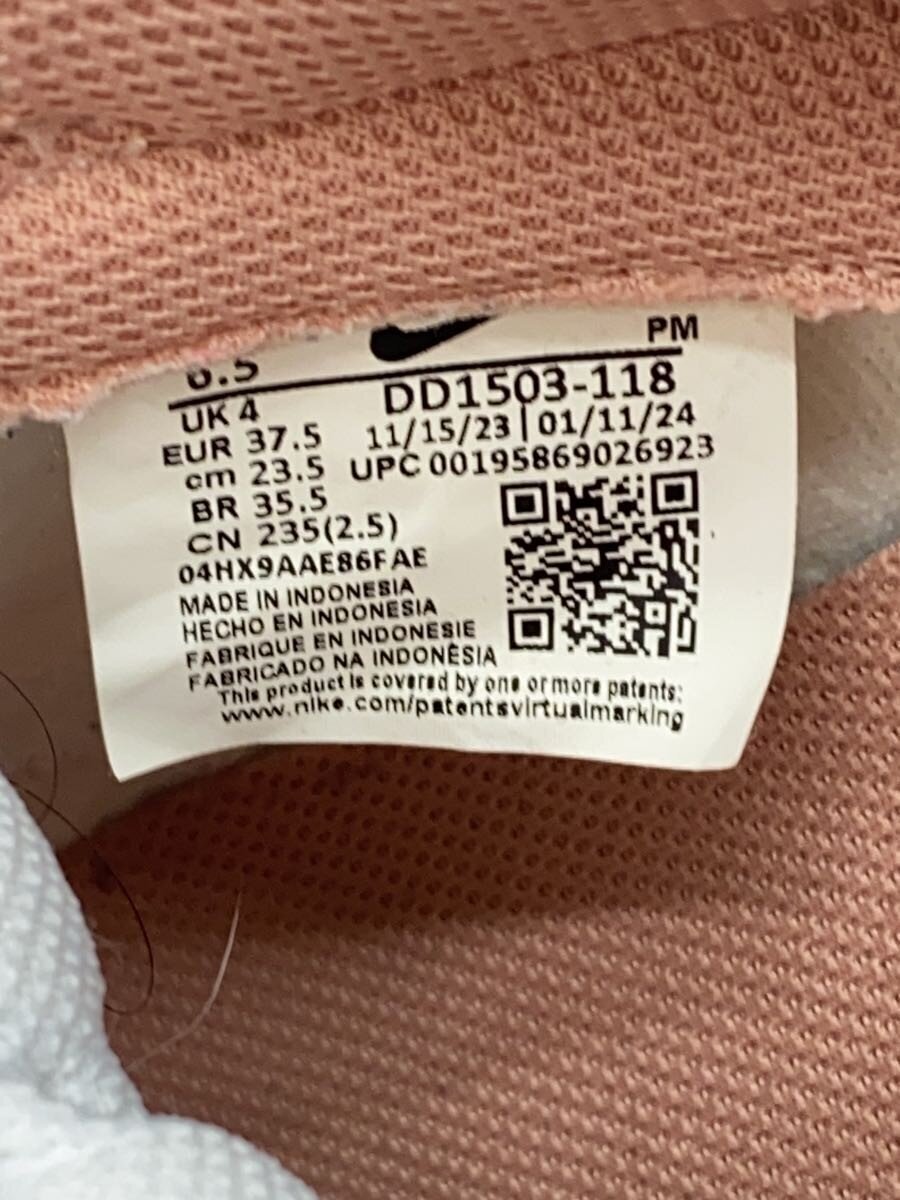 PM
6.5
UK 4
EUR 37.5
cm 23.5
BR 35.5
CN 235(2.5)
DD1503-118
11/15/23 | 01/11/24
UPC 00195869026923
04HX9AAE86FAE
MADE IN INDONESIA
HECHO EN INDONESIA
FABRIQUE EN INDONESIE
FABRICADO NA INDONÈSIA
This product is covered by one or more patents:
www.nike.com/patentsvirtualmarking